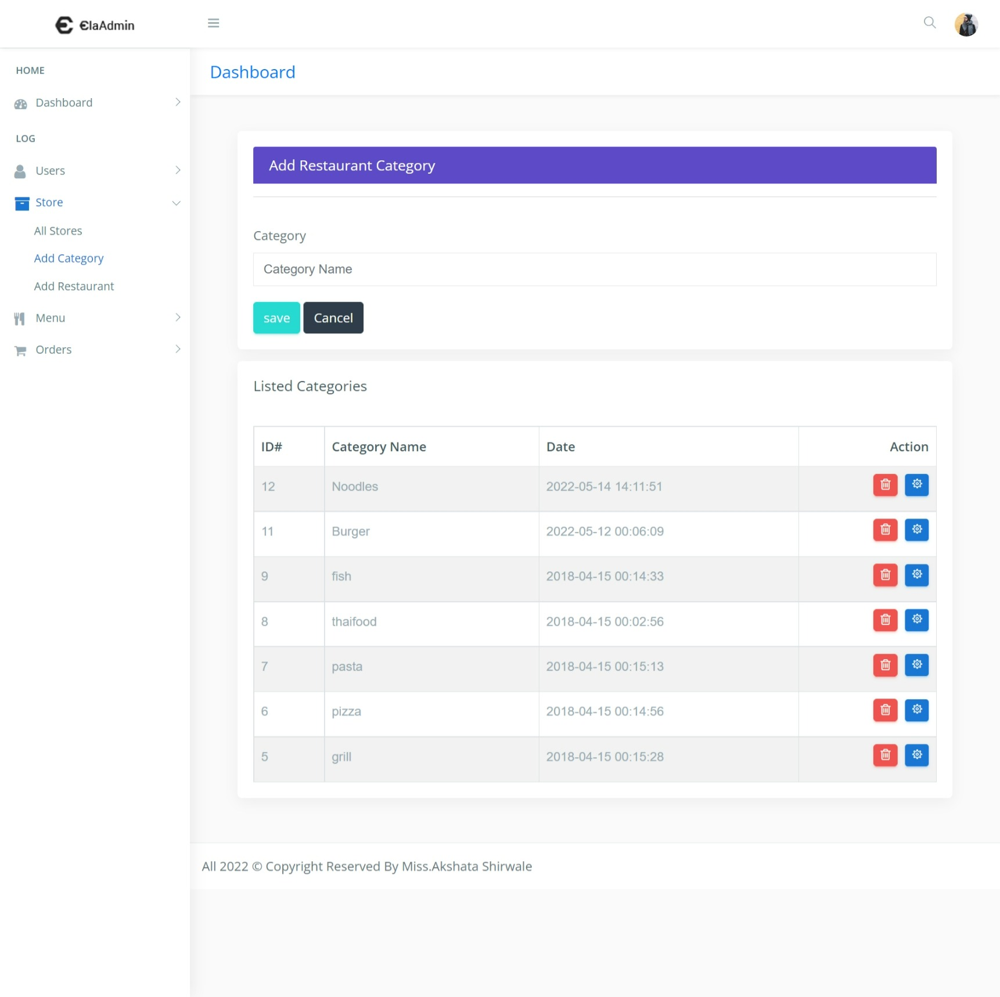 ElaAdmin
HOME
Dashboard
LOG
Users
Store
All Stores
Add Category
Add Restaurant
Menu
Orders
Dashboard
Add Restaurant Category
Category
Category Name
save Cancel
Listed Categories
ID# Category Name Date Action
12 Noodles 2022-05-14 14:11:51
11 Burger 2022-05-12 00:06:09
9 fish 2018-04-15 00:14:33
8 thaifood 2018-04-15 00:02:56
7 pasta 2018-04-15 00:15:13
6 pizza 2018-04-15 00:14:56
5 grill 2018-04-15 00:15:28
All 2022 © Copyright Reserved By Miss.Akshata Shirwale